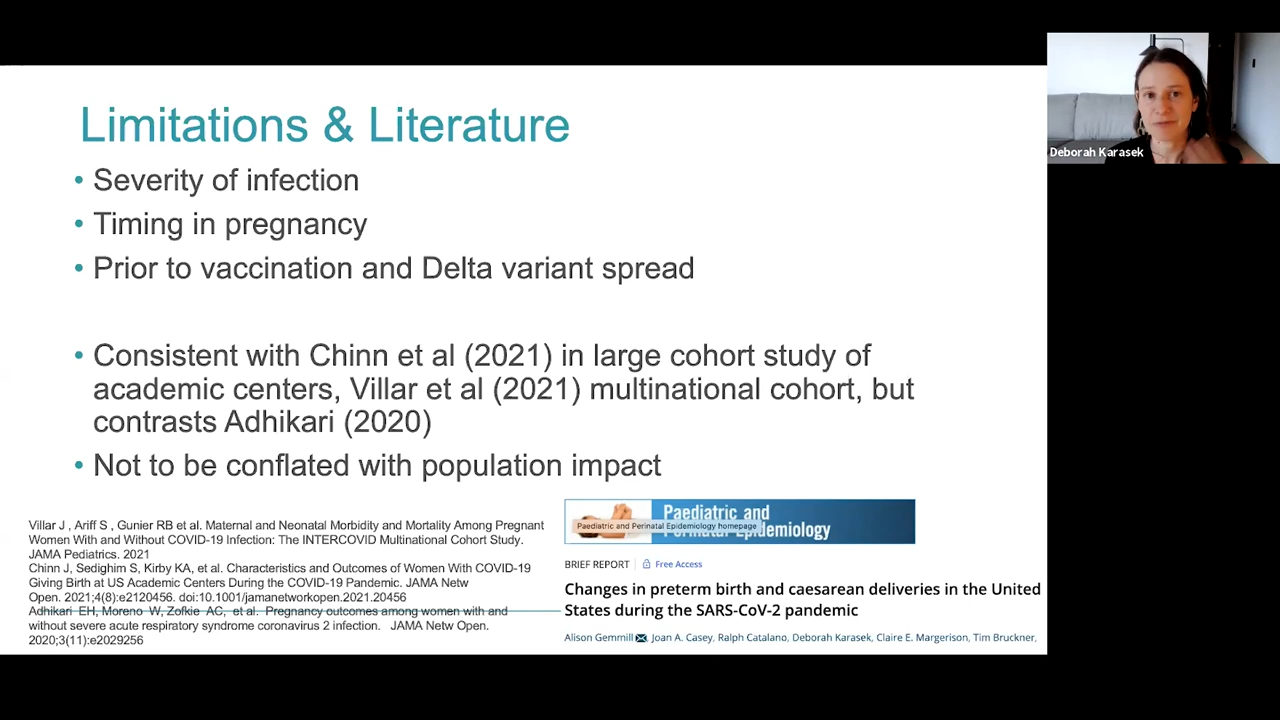 Limitations & Literature
• Severity of infection
• Timing in pregnancy
• Prior to vaccination and Delta variant spread
• Consistent with Chinn et al (2021) in large cohort study of
academic centers, Villar et al (2021) multinational cohort, but
contrasts Adhikari (2020)
• Not to be conflated with population impact
Villar J , Ariff S , Gunier RB et al. Maternal and Neonatal Morbidity and Mortality Among Pregnant
Women With and Without COVID-19 Infection: The INTERCOVID Multinational Cohort Study.
JAMA Pediatrics. 2021
Chinn J, Sedighim S, Kirby KA, et al. Characteristics and Outcomes of Women With COVID-19
Giving Birth at US Academic Centers During the COVID-19 Pandemic. JAMA Netw
Open. 2021;4(8):e2120456. doi:10.1001/jamanetworkopen.2021.20456
Adhikari EH, Moreno W, Zofkie AC, et al. Pregnancy outcomes among women with and
without severe acute respiratory syndrome coronavirus 2 infection. JAMA Netw Open.
2020;3(11):e2029256
Paediatric and
Perinatal Epidemiology
Paediatric and Perinatal Epidemiology homepage
BRIEF REPORT Free Access
Changes in preterm birth and caesarean deliveries in the United
States during the SARS-CoV-2 pandemic
Alison Gemmill, Joan A. Casey, Ralph Catalano, Deborah Karasek, Claire E. Margerison, Tim Bruckner,
Deborah Karasek